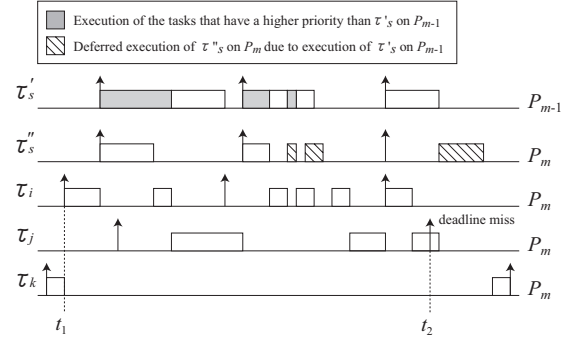 Execution of the tasks that have a higher priority than τ's on Pm-1
Deferred execution of τ''s on Pm due to execution of τ's on Pm-1
τ's Pm-1
τ''s Pm
τi Pm
deadline miss
τj Pm
τk Pm
t1 t2